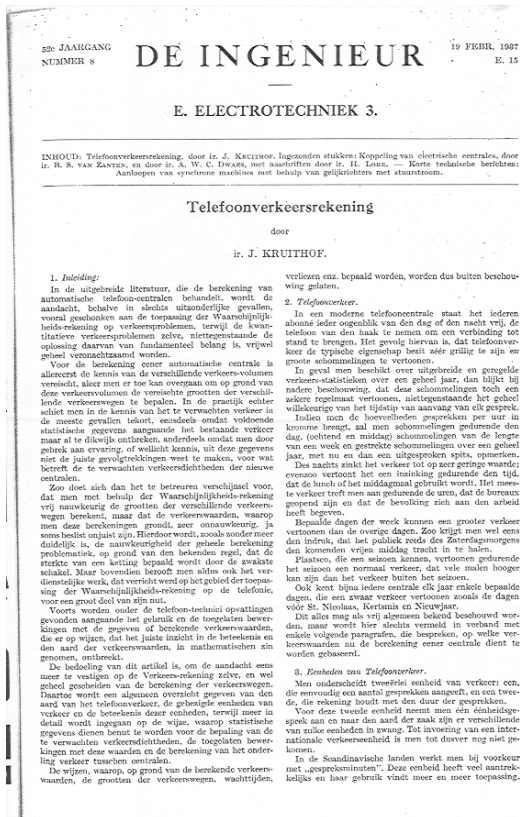 52e JAARGANG
NUMMER 8
DE INGENIEUR
19 FEBR. 1937
E. 15
E. ELECTROTECHNIEK 3.
INHOUD: Telefoonverkeersrekening, door ir. J. KRUITHOF. Ingezonden stukken: Koppeling van electrische centrales, door
ir. B. S. VAN ZANTEN, en door ir. A. W. C. DWARS, met naschriften door ir. H. LOHR. — Korte technische berichten:
Aanloopen van synchrone machines met behulp van gelijkrichters met stuurstroom.
Telefoonverkeersrekening
door
ir. J. KRUITHOF.
1. Inleiding:
In de uitgebreide literatuur, die de berekening van
automatische telefoon-centralen behandelt, wordt de
aandacht, behalve in slechts uitzonderlijke gevallen,
vooral geschonken aan de toepassing der Waarschijnlijk-
heids-rekening op verkeersproblemen, terwijl de kwan-
titatieve verkeersproblemen zelve, niettegenstaande de
oplossing daarvan van fundamenteel belang is, vrijwel
geheel veronachtzaamd worden.
Voor de berekening eener automatische centrale is
allereerst de kennis van de verschillende verkeers-volumen
vereischt, aleer men er toe kan overgaan om op grond van
deze verkeersvolumen de vereischte grootten der verschil-
lende verkeerswegen te bepalen. In de practijk echter
schiet men in de kennis van het te verwachten verkeer in
de meeste gevallen tekort, eensdeels omdat voldoende
statistische gegevens aangaande het bestaande verkeer
maar al te dikwijls ontbreken, anderdeels omdat men door
gebrek aan ervaring, of wellicht kennis, uit deze gegevens
niet de juiste gevolgtrekkingen weet te maken, voor wat
betreft de te verwachten verkeersdichtheden der nieuwe
centralen.
Zoo doet zich dan het te betreuren verschijnsel voor,
dat men met behulp der Waarschijnlijkheids-rekening
vrij nauwkeurig de grootten der verschillende verkeers-
wegen berekent, maar dat de verkeerswaarden, waarop
men deze berekeningen grondt, zeer onnauwkeurig, ja
soms beslist onjuist zijn. Hierdoor wordt, zooals zonder meer
duidelijk is, de nauwkeurigheid der geheele berekening
problematiek, op grond van den bekenden regel, dat de
sterkte van een ketting bepaald wordt door de zwakste
schakel. Maar bovendien berooft men aldus ook het ver-
dienstelijke werk, dat verricht werd op het gebied der toepas-
sing der Waarschijnlijkheids-rekening op de telefonie,
voor een groot deel van zijn nut.
Voorts worden onder de telefoon-technici opvattingen
gevonden aangaande het gebruik en de toegelaten bewer-
kingen met de gegeven of berekende verkeerswaarden,
die er op wijzen, dat het juiste inzicht in de beteekenis en
den aard der verkeerswaarden, in mathematischen zin
genomen, ontbreekt.
De bedoeling van dit artikel is, om de aandacht eens
meer te vestigen op de Verkeers-rekening zelve, en wel
geheel gescheiden van de berekening der verkeerswegen.
Daartoe wordt een algemeen overzicht gegeven van den
aard van het telefoonverkeer, de gebezigde eenheden van
verkeer en de beteekenis dezer eenheden, terwijl meer in
detail wordt ingegaan op de wijze, waarop statistische
gegevens dienen benut te worden voor de bepaling van de
te verwachten verkeersdichtheden, de toegelaten bewer-
kingen met deze waarden en de berekening van het onder-
ling verkeer tusschen centralen.
De wijzen, waarop, op grond van de berekende verkeers-
waarden, de grootten der verkeerswegen, wachttijden,
verliezen enz. bepaald worden, worden dus buiten beschou-
wing gelaten.
2. Telefoonverkeer.
In een moderne telefooncentrale staat het iederen
abonné ieder oogenblik van den dag of den nacht vrij, de
telefoon van den haak te nemen om een verbinding tot
stand te brengen. Het gevolg hiervan is, dat telefoonver-
keer de typische eigenschap bezit zéér grillig te zijn en
groote schommelingen te vertoonen.
In geval men beschikt over uitgebreide en geregelde
verkeers-statistieken over een geheel jaar, dan blijkt bij
nadere beschouwing, dat deze schommelingen toch een
zekere regelmaat vertoonen, niettegenstaande het geheel
willekeurige van het tijdstip van aanvang van elk gesprek.
Indien men de hoeveelheden gesprekken per uur in
kromme brengt, zal men schommelingen gedurende den
dag, (ochtend en middag) schommelingen van de lengte
van een week en gestrekte schommelingen over een geheel
jaar, met nu en dan een uitgesproken spits, opmerken.
Des nachts zinkt het verkeer tot op zeer geringe waarde;
evenzoo vertoont het een inzinking gedurende den tijd,
dat de lunch of het middagmaal gebruikt wordt. Het mees-
te verkeer treft men aan gedurende de uren, dat de bureaux
geopend zijn en dat de bevolking zich aan den arbeid
heeft begeven.
Bepaalde dagen der week kunnen een grooter verkeer
vertoonen dan de overige dagen. Zoo krijgt men wel eens
den indruk, dat het publiek reeds des Zaterdagsmorgens
den komenden vrijen middag tracht in te halen.
Plaatsen, die een seizoen kennen, vertoonen gedurende
het seizoen een normaal verkeer, dat vele malen hooger
kan zijn dan het verkeer buiten het seizoen.
Ook kent bijna iedere centrale elk jaar enkele bepaalde
dagen, die een zwaar verkeer vertoonen zooals de dagen
vóór St. Nicolaas, Kerstmis en Nieuwjaar.
Dit alles mag als vrij algemeen bekend beschouwd wor-
den, maar wordt hier slechts vermeld in verband met
enkele volgende paragrafen, die bespreken, op welke ver-
keerswaarden nu de berekening eener centrale dient te
worden gebaseerd.
3. Eenheden van Telefoonverkeer.
Men onderscheidt tweeërlei eenheid van verkeer: een,
die eenvoudig een aantal gesprekken aangeeft, en een twee-
de, die rekening houdt met den duur der gesprekken.
Voor deze tweede eenheid neemt men één éénheidsge-
sprek aan en naar den aard der zaak zijn er verschillende
van zulke eenheden in zwang. Tot invoering van een inter-
nationale verkeerseenheid is men tot dusver nog niet ge-
komen.
In de Scandinavische landen werkt men bij voorkeur
met „gespreksminuten". Deze eenheid heeft veel aantrek-
kelijks en haar gebruik vindt meer en meer toepassing.